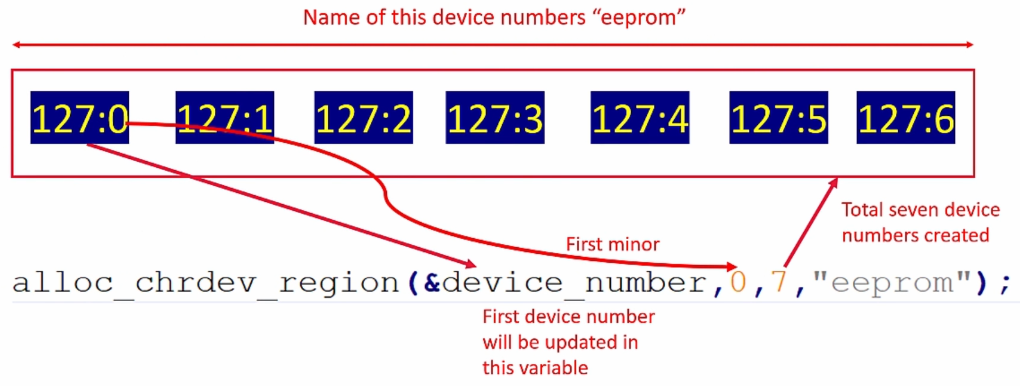 Name of this device numbers “eeprom”
127:0 127:1 127:2 127:3 127:4 127:5 127:6
Total seven device
numbers created
First minor
alloc_chrdev_region(&device_number,0,7,"eeprom");
First device number
will be updated in
this variable